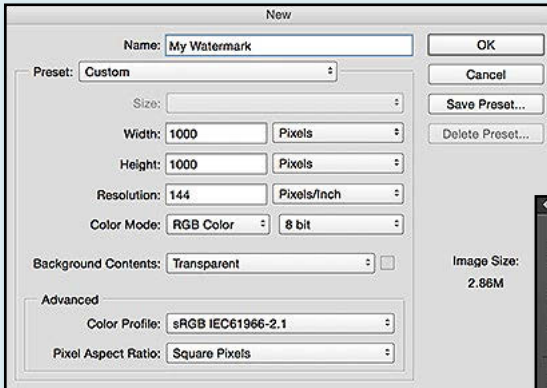 New
Name: My Watermark
OK
Preset: Custom
Cancel
Size:
Save Preset...
Width: 1000 Pixels
Delete Preset...
Height: 1000 Pixels
Resolution: 144 Pixels/Inch
Color Mode: RGB Color 8 bit
Background Contents: Transparent
Image Size:
2.86M
Advanced
Color Profile: sRGB IEC61966-2.1
Pixel Aspect Ratio: Square Pixels